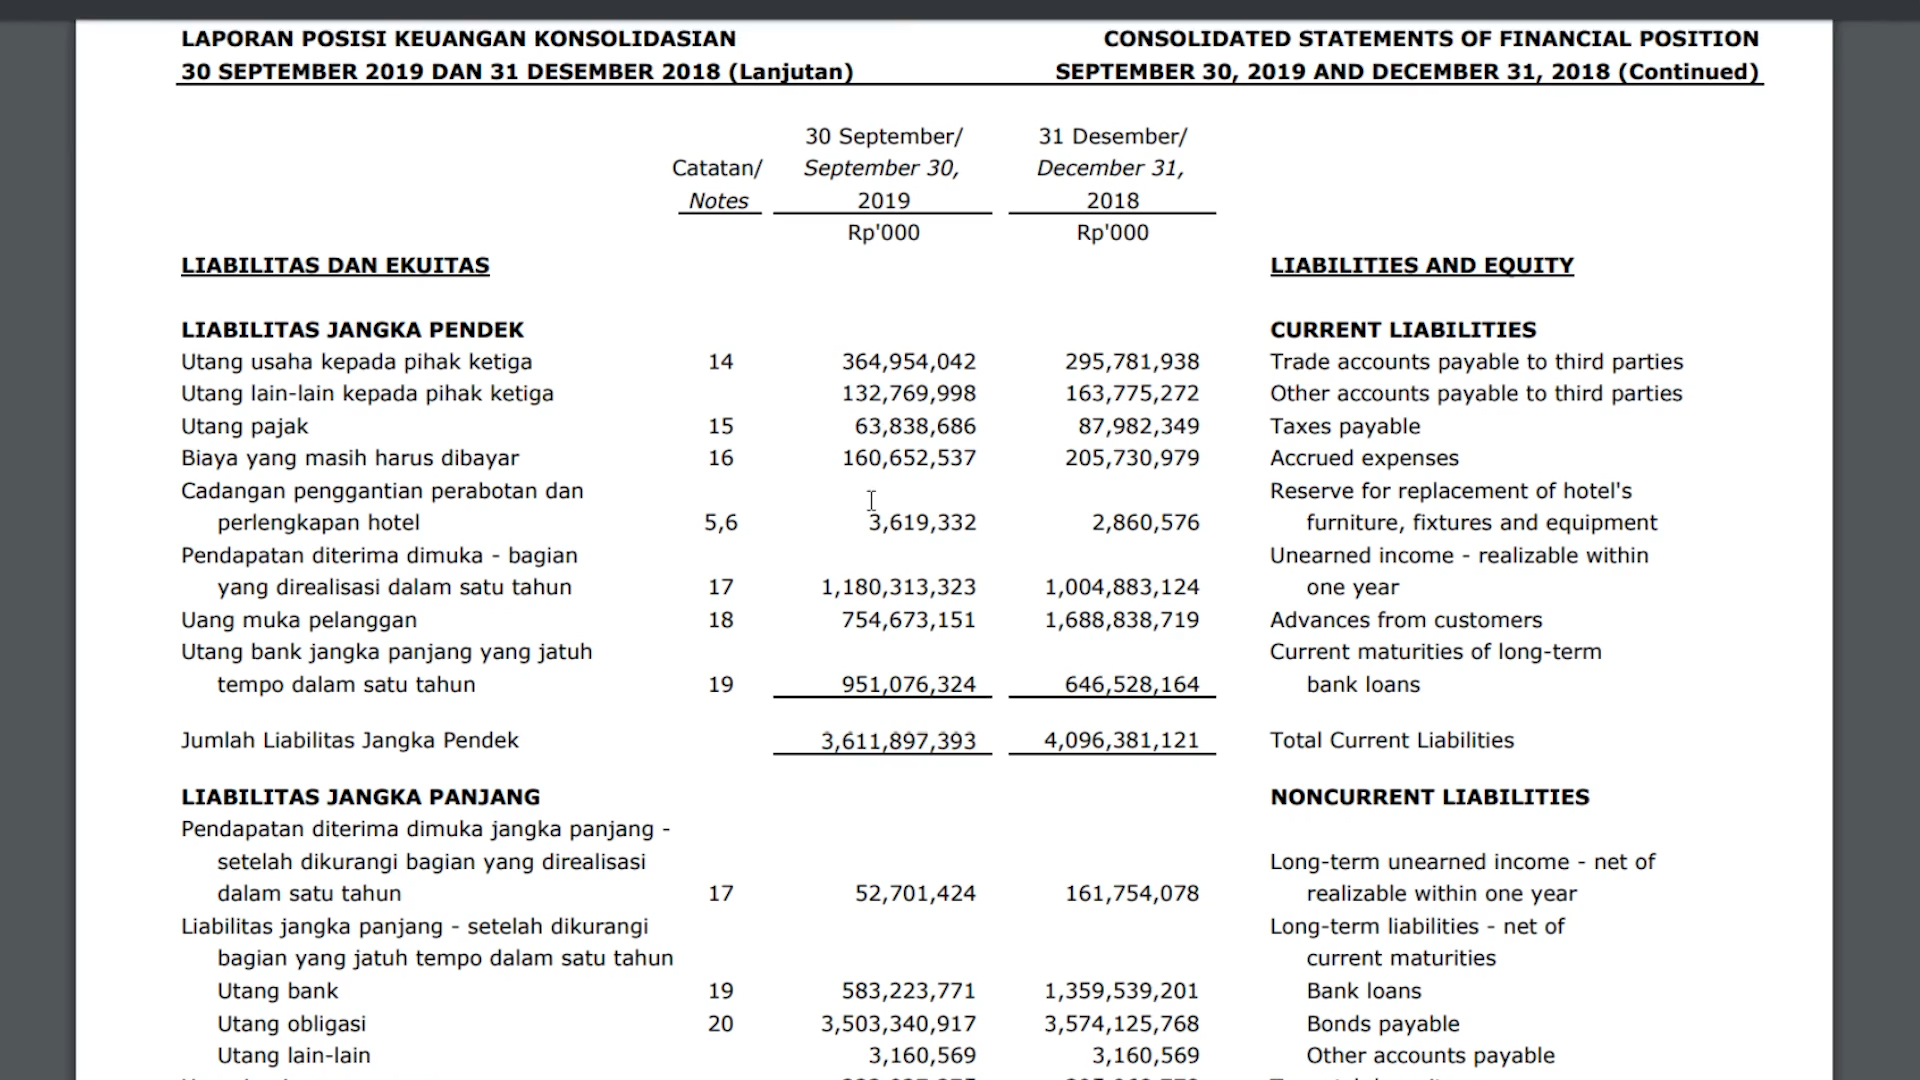 LAPORAN POSISI KEUANGAN KONSOLIDASIAN CONSOLIDATED STATEMENTS OF FINANCIAL POSITION
30 SEPTEMBER 2019 DAN 31 DESEMBER 2018 (Lanjutan) SEPTEMBER 30, 2019 AND DECEMBER 31, 2018 (Continued)
30 September/ 31 Desember/
Catatan/ September 30, December 31,
Notes 2019 2018
Rp'000 Rp'000
LIABILITAS DAN EKUITAS LIABILITIES AND EQUITY
LIABILITAS JANGKA PENDEK CURRENT LIABILITIES
Utang usaha kepada pihak ketiga 14 364,954,042 295,781,938 Trade accounts payable to third parties
Utang lain-lain kepada pihak ketiga 132,769,998 163,775,272 Other accounts payable to third parties
Utang pajak 15 63,838,686 87,982,349 Taxes payable
Biaya yang masih harus dibayar 16 160,652,537 205,730,979 Accrued expenses
Cadangan penggantian perabotan dan Reserve for replacement of hotel's
perlengkapan hotel 5,6 3,619,332 2,860,576 furniture, fixtures and equipment
Pendapatan diterima dimuka - bagian Unearned income - realizable within
yang direalisasi dalam satu tahun 17 1,180,313,323 1,004,883,124 one year
Uang muka pelanggan 18 754,673,151 1,688,838,719 Advances from customers
Utang bank jangka panjang yang jatuh Current maturities of long-term
tempo dalam satu tahun 19 951,076,324 646,528,164 bank loans
Jumlah Liabilitas Jangka Pendek 3,611,897,393 4,096,381,121 Total Current Liabilities
LIABILITAS JANGKA PANJANG NONCURRENT LIABILITIES
Pendapatan diterima dimuka jangka panjang -
setelah dikurangi bagian yang direalisasi Long-term unearned income - net of
dalam satu tahun 17 52,701,424 161,754,078 realizable within one year
Liabilitas jangka panjang - setelah dikurangi Long-term liabilities - net of
bagian yang jatuh tempo dalam satu tahun current maturities
Utang bank 19 583,223,771 1,359,539,201 Bank loans
Utang obligasi 20 3,503,340,917 3,574,125,768 Bonds payable
Utang lain-lain 3,160,569 3,160,569 Other accounts payable